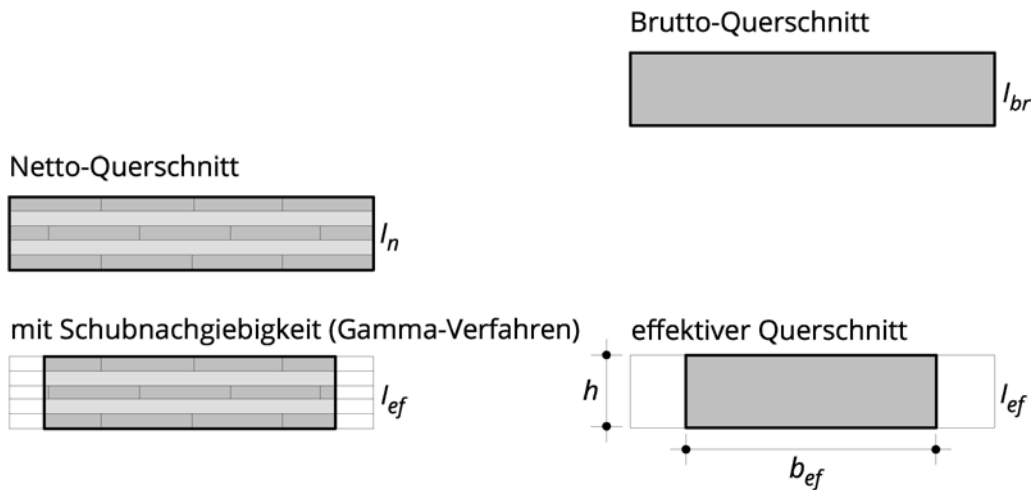 Brutto-Querschnitt
I_br
Netto-Querschnitt
I_n
mit Schubnachgiebigkeit (Gamma-Verfahren)
I_ef
effektiver Querschnitt
h
I_ef
b_ef